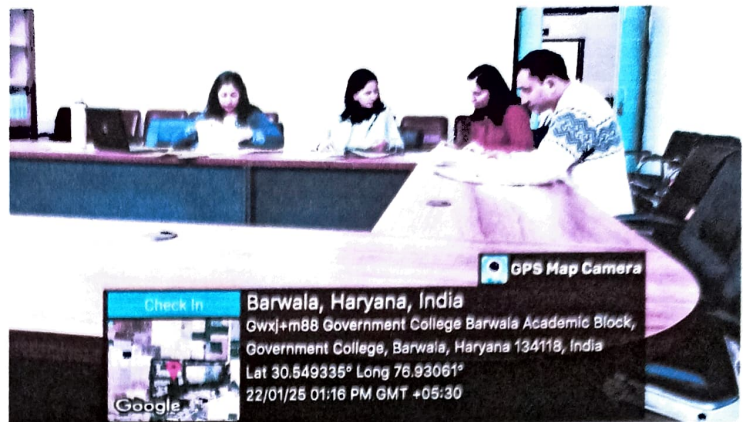 GPS Map Camera
Check In
Barwala, Haryana, India
Gwxj+m88 Government College Barwala Academic Block,
Government College, Barwala, Haryana 134118, India
Lat 30.549335° Long 76.93061°
22/01/25 01:16 PM GMT +05:30
Google